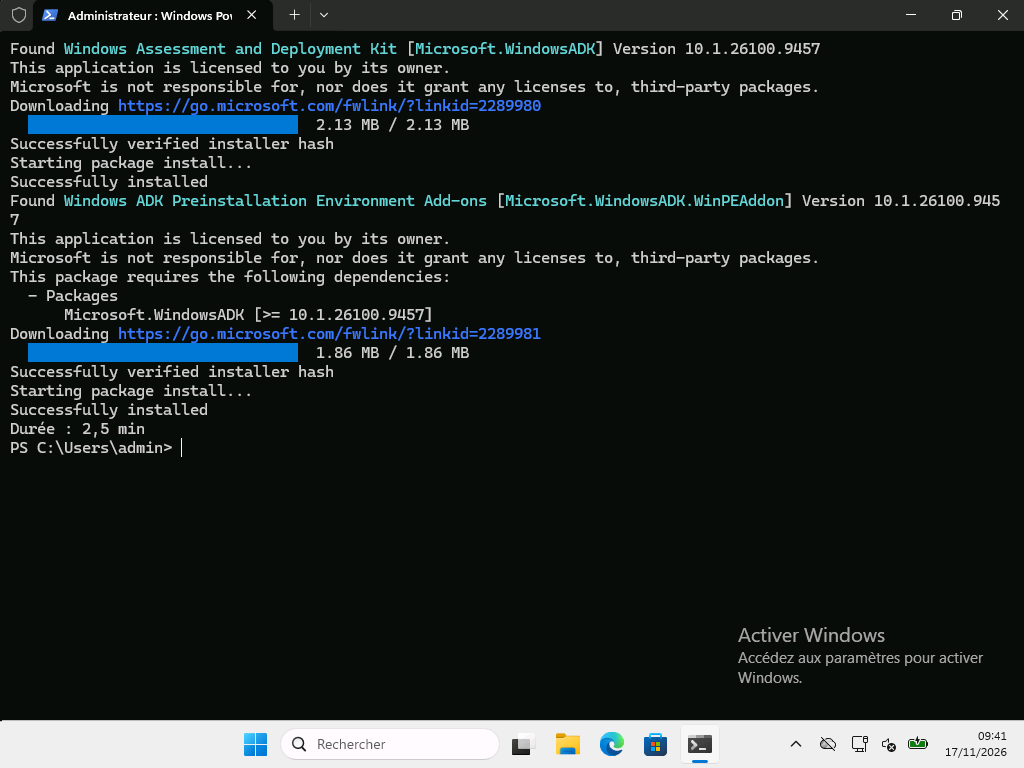 Administrateur : Windows Pov
Found Windows Assessment and Deployment Kit [Microsoft.WindowsADK] Version 10.1.26100.9457
This application is licensed to you by its owner.
Microsoft is not responsible for, nor does it grant any licenses to, third-party packages.
Downloading https://go.microsoft.com/fwlink/?linkid=2289980
2.13 MB / 2.13 MB
Successfully verified installer hash
Starting package install...
Successfully installed
Found Windows ADK Preinstallation Environment Add-ons [Microsoft.WindowsADK.WinPEAddon] Version 10.1.26100.945
7
This application is licensed to you by its owner.
Microsoft is not responsible for, nor does it grant any licenses to, third-party packages.
This package requires the following dependencies:
- Packages
Microsoft.WindowsADK [>= 10.1.26100.9457]
Downloading https://go.microsoft.com/fwlink/?linkid=2289981
1.86 MB / 1.86 MB
Successfully verified installer hash
Starting package install...
Successfully installed
Durée : 2,5 min
PS C:\Users\admin>
Activer Windows
Accédez aux paramètres pour activer
Windows.
Rechercher
09:41
17/11/2026